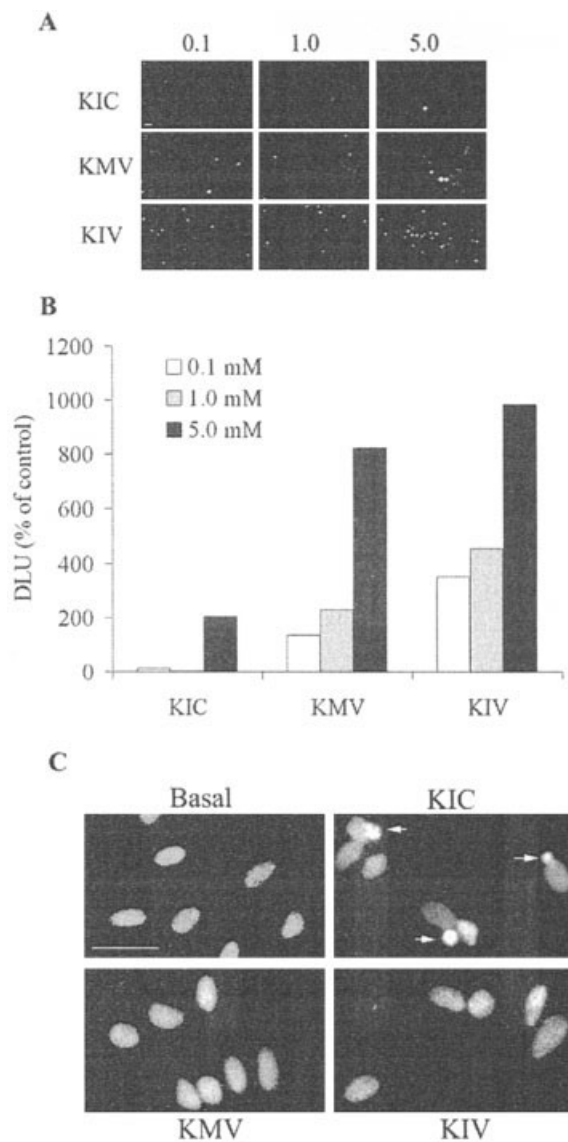 A
0.1 1.0 5.0
KIC
KMV
KIV
B
1200
1000
800
600
400
200
0
DLU (% of control)
0.1 mM
1.0 mM
5.0 mM
KIC KMV KIV
C
Basal KIC
KMV KIV